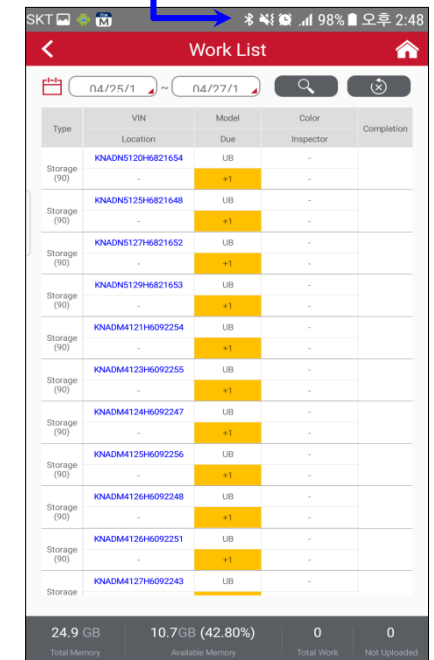 SKT 98% 오후 2:48
Work List
04/25/1 ~ 04/27/1
Type VIN Model Color Completion
Location Due Inspector
Storage (90) KNADN5120H6821654 UB -
- +1 -
Storage (90) KNADN5125H6821648 UB -
- +1 -
Storage (90) KNADN5127H6821652 UB -
- +1 -
Storage (90) KNADN5129H6821653 UB -
- +1 -
Storage (90) KNADM4121H6092254 UB -
- +1 -
Storage (90) KNADM4123H6092255 UB -
- +1 -
Storage (90) KNADM4124H6092247 UB -
- +1 -
Storage (90) KNADM4125H6092256 UB -
- +1 -
Storage (90) KNADM4126H6092248 UB -
- +1 -
Storage (90) KNADM4126H6092251 UB -
- +1 -
Storage KNADM4127H6092243 UB -
24.9 GB 10.7GB (42.80%) 0 0
Total Memory Available Memory Total Work Not Uploaded